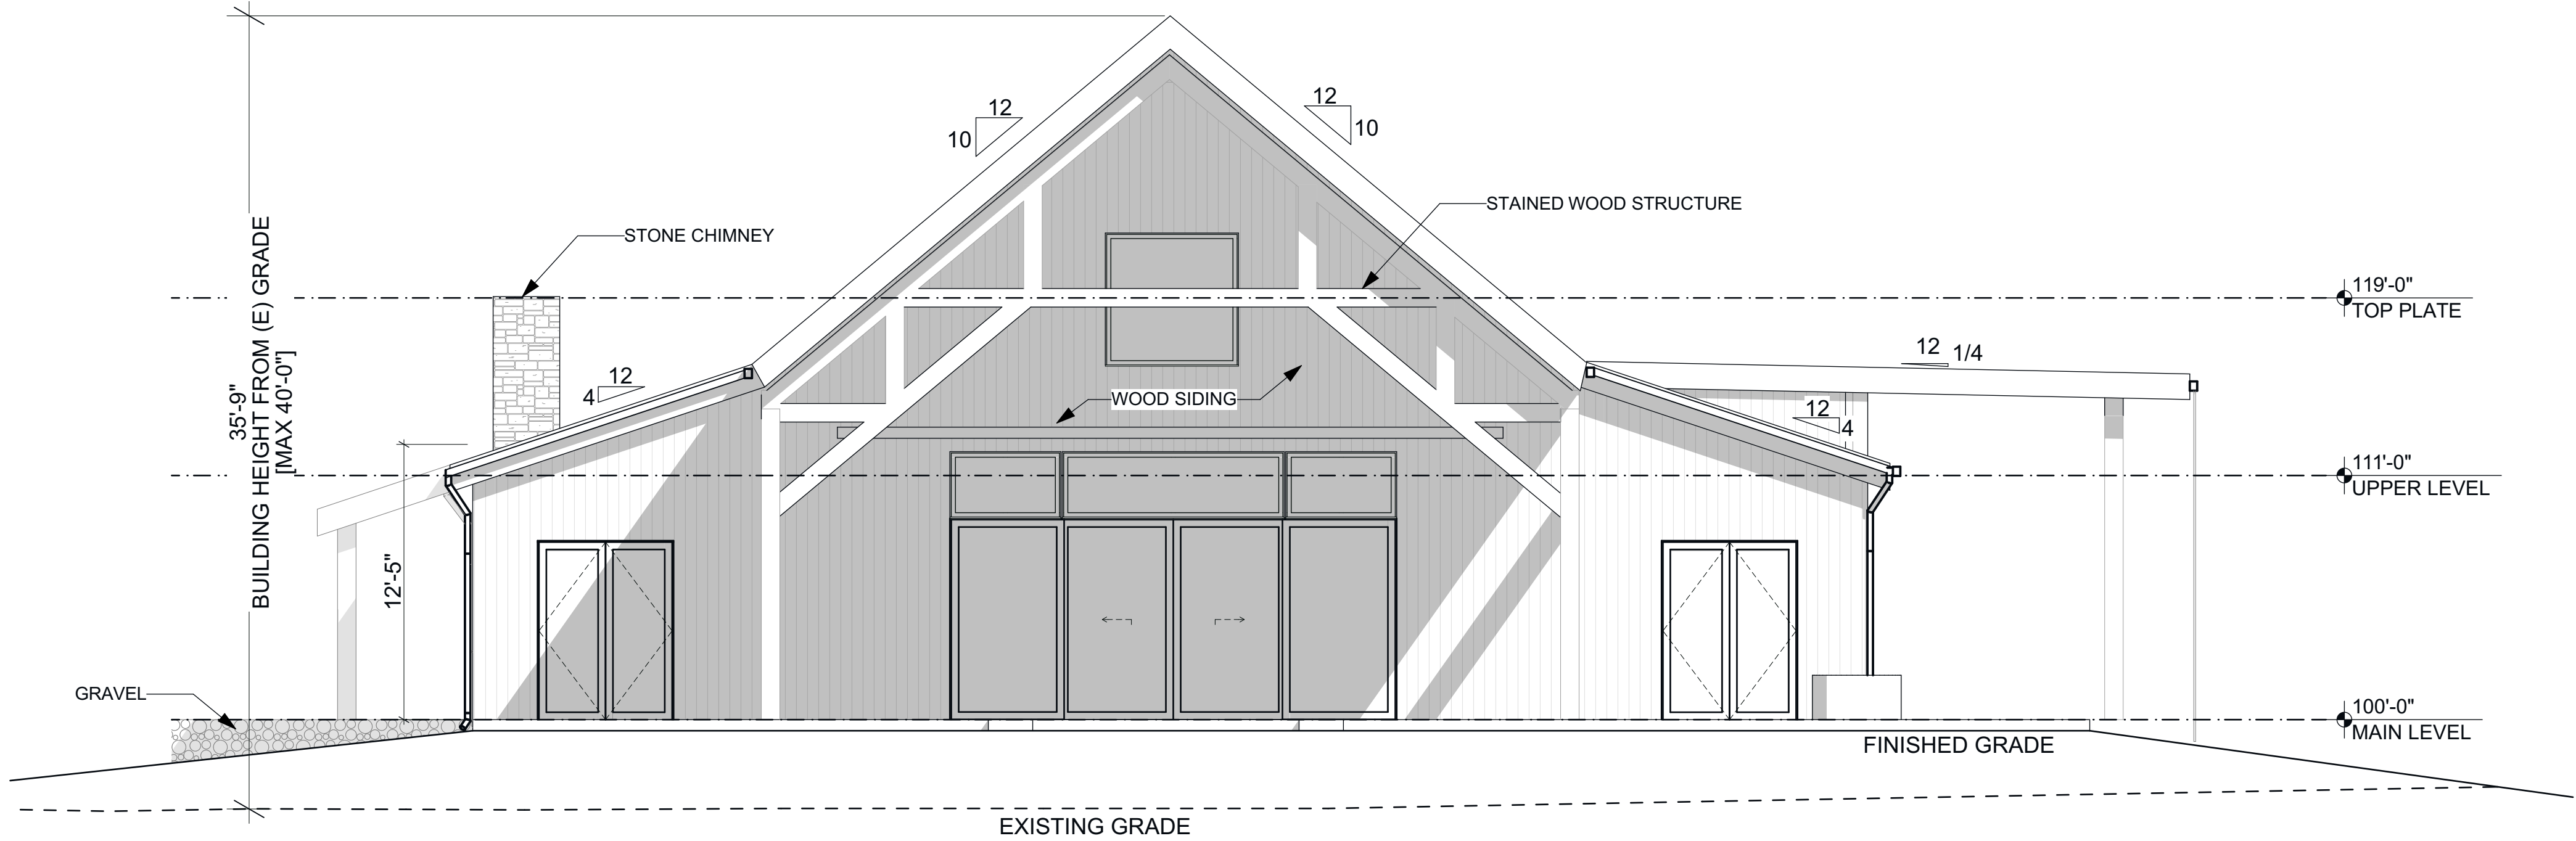 12
10
12
10
STAINED WOOD STRUCTURE
STONE CHIMNEY
35'-9"
BUILDING HEIGHT FROM (E) GRADE
[MAX 40'-0"]
119'-0"
TOP PLATE
12
1/4
12
4
WOOD SIDING
12
4
111'-0"
UPPER LEVEL
12'-5"
GRAVEL
100'-0"
MAIN LEVEL
FINISHED GRADE
EXISTING GRADE